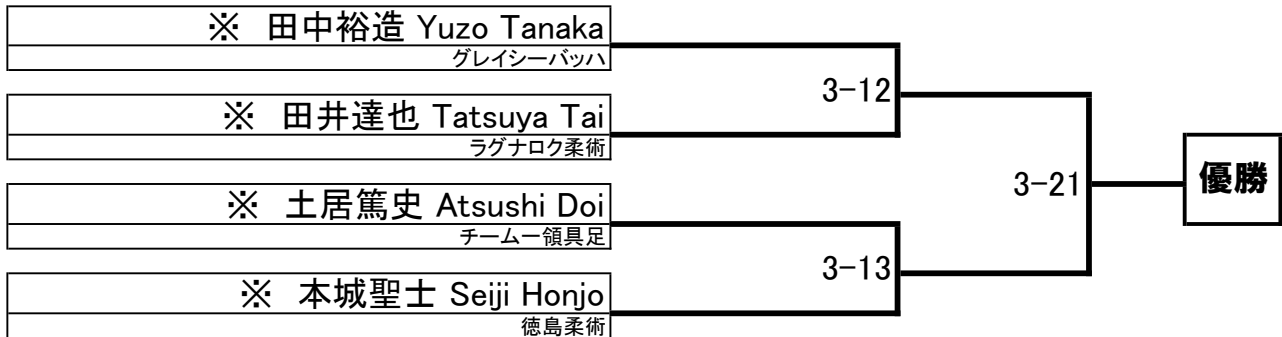 ※ 田中裕造 Yuzo Tanaka
グレイシーバッハ
3-12
※ 田井達也 Tatsuya Tai
ラグナロク柔術
3-21
優勝
※ 土居篤史 Atsushi Doi
チーム一領具足
3-13
※ 本城聖士 Seiji Honjo
徳島柔術